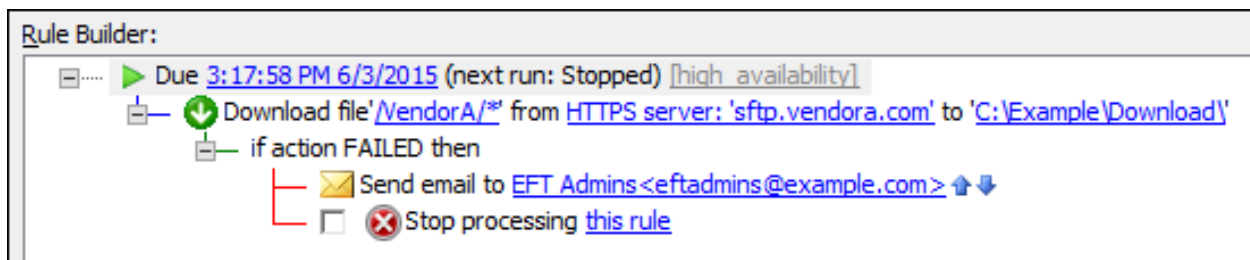 Rule Builder:
Due 3:17:58 PM 6/3/2015 (next run: Stopped) [high_availability]
Download file'/VendorA/*' from HTTPS server: 'sftp.vendora.com' to 'C:\Example\Download\'
if action FAILED then
Send email to EFT Admins<eftadmins@example.com>
Stop processing this rule